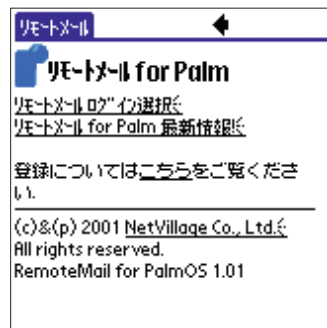 リモートメール
リモートメール for Palm
リモートメール ログイン選択
リモートメール for Palm 最新情報!
登録についてはこちらをご覧くださ
い.
(c)&(p) 2001 NetVillage Co., Ltd.
All rights reserved.
RemoteMail for PalmOS 1.01